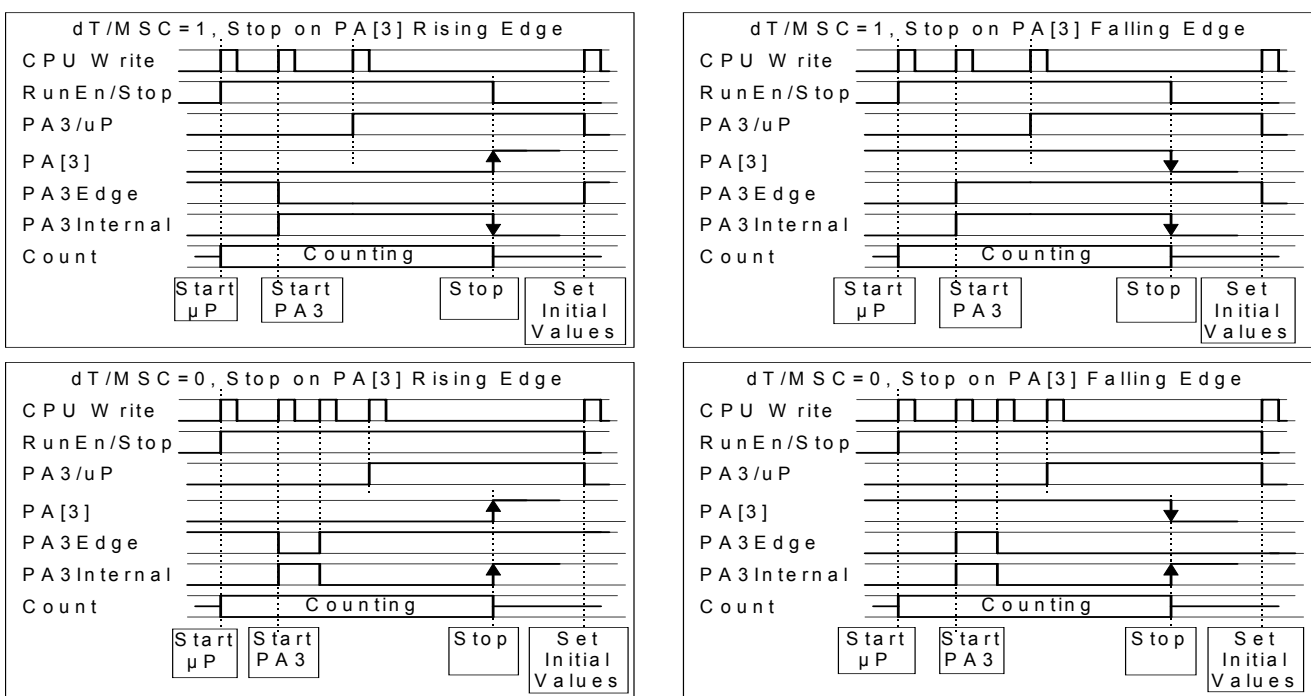 dT/MSC=1, Stop on PA[3] Rising Edge
CPU Write
RunEn/Stop
PA3/uP
PA[3]
PA3Edge
PA3Internal
Count
Counting
Start
µP
Start
PA3
Stop
Set
Initial
Values
dT/MSC=1, Stop on PA[3] Falling Edge
CPU Write
RunEn/Stop
PA3/uP
PA[3]
PA3Edge
PA3Internal
Count
Counting
Start
µP
Start
PA3
Stop
Set
Initial
Values
dT/MSC=0, Stop on PA[3] Rising Edge
CPU Write
RunEn/Stop
PA3/uP
PA[3]
PA3Edge
PA3Internal
Count
Counting
Start
µP
Start
PA3
Stop
Set
Initial
Values
dT/MSC=0, Stop on PA[3] Falling Edge
CPU Write
RunEn/Stop
PA3/uP
PA[3]
PA3Edge
PA3Internal
Count
Counting
Start
µP
Start
PA3
Stop
Set
Initial
Values